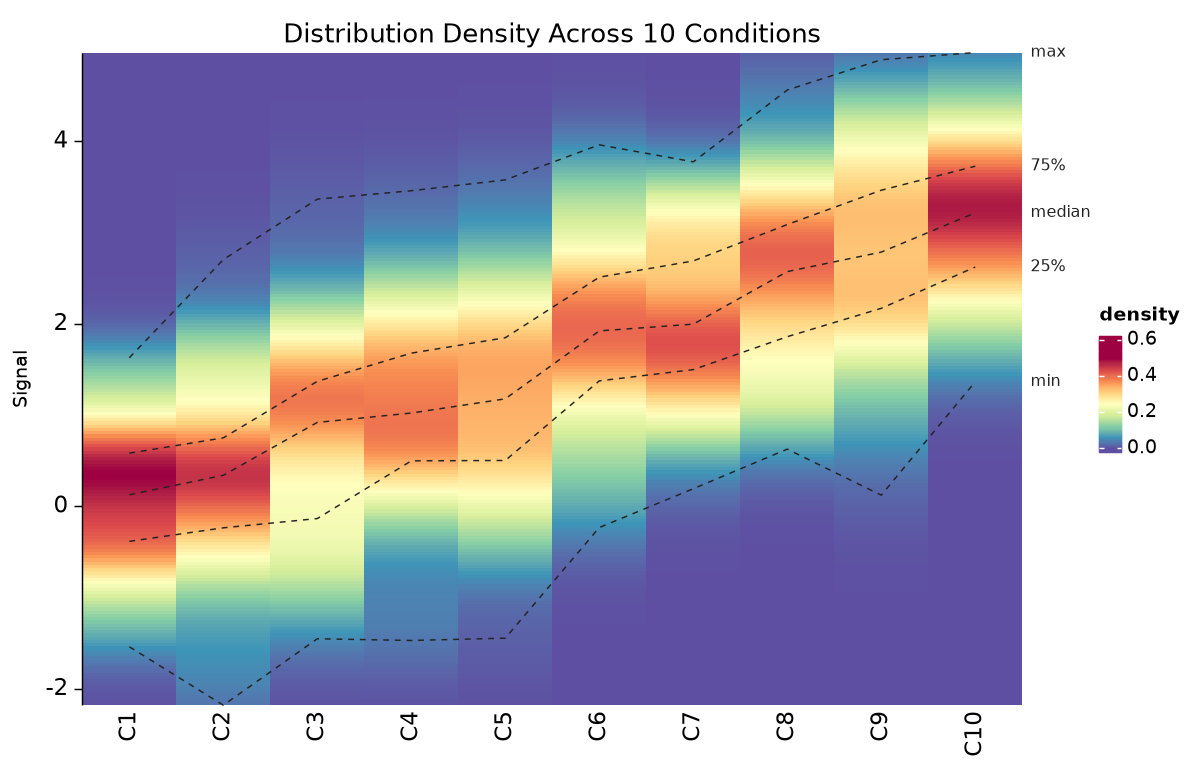 Distribution Density Across 10 Conditions
max
4
75%
median
25%
density
0.6
2
0.4
Signal
min
0.2
0.0
0
-2
C1 C2 C3 C4 C5 C6 C7 C8 C9 C10